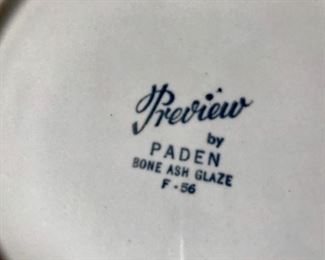 Preview
by
PADEN
BONE ASH GLAZE
F-56